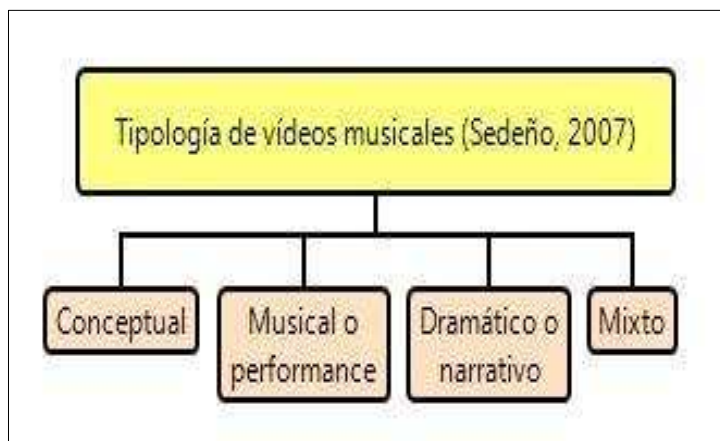 Tipología de vídeos musicales (Sedeño, 2007)
Conceptual
Musical o
performance
Dramático o
narrativo
Mixto